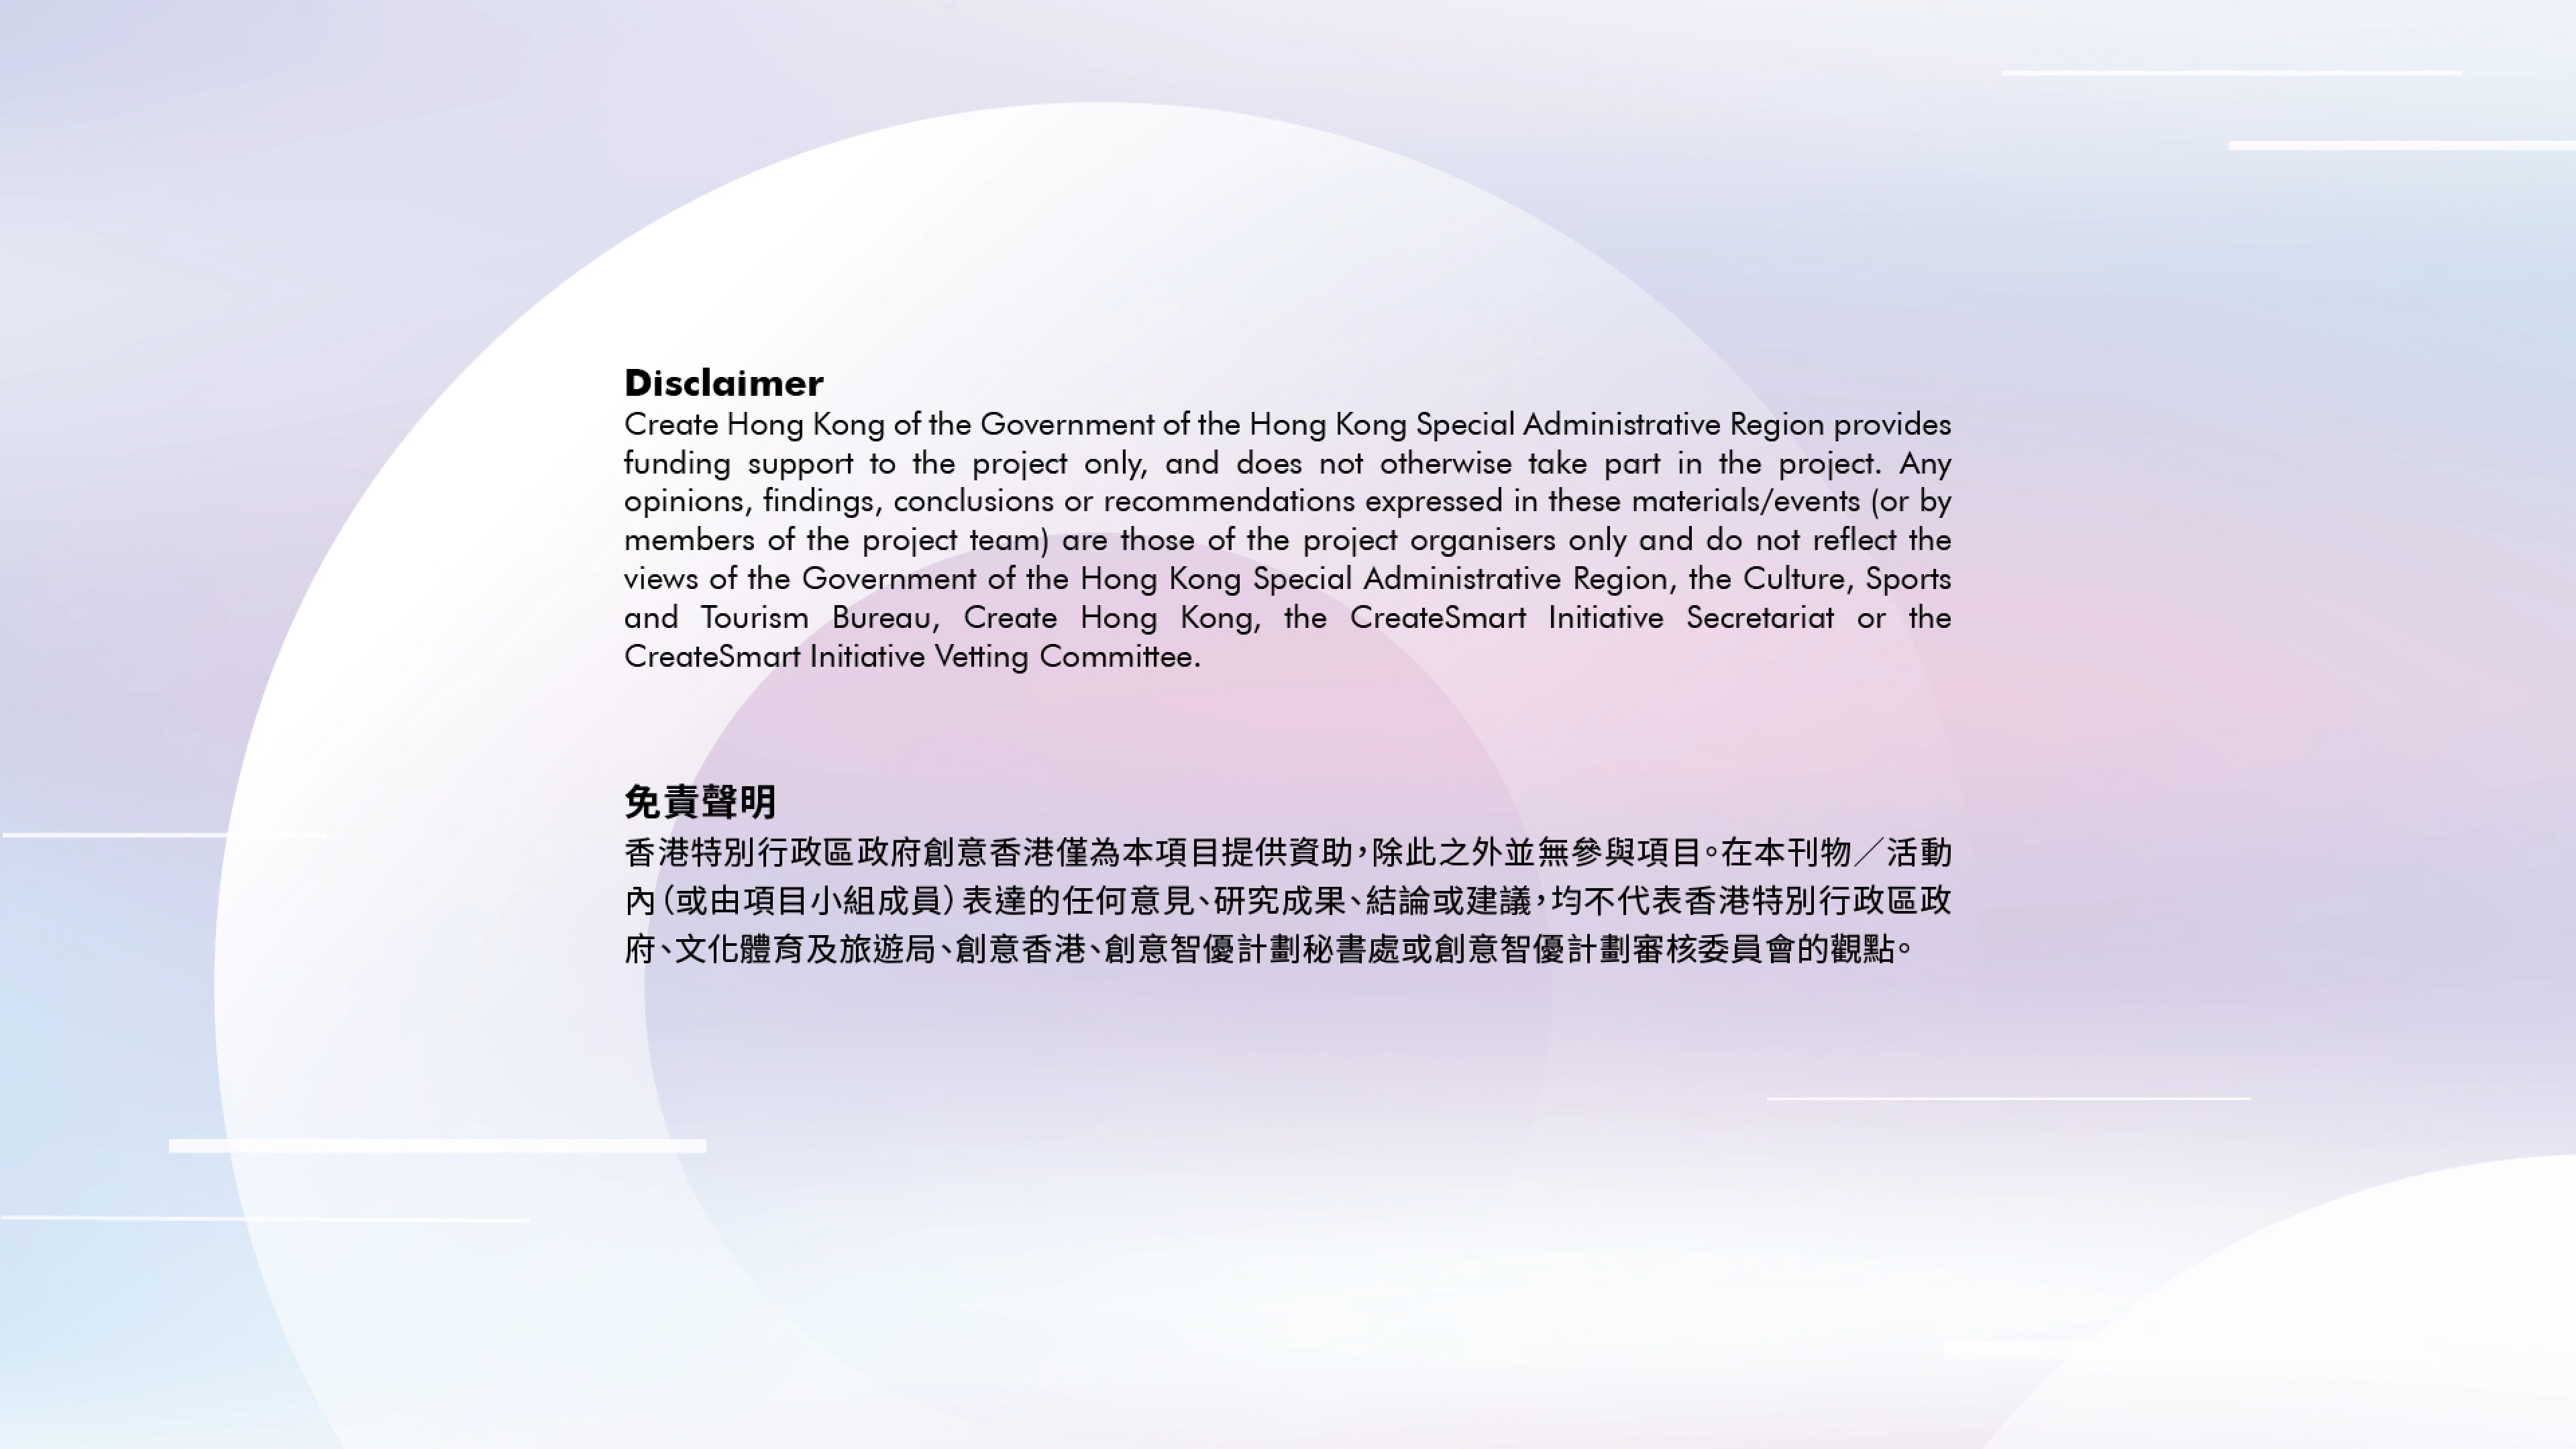 Disclaimer
Create Hong Kong of the Government of the Hong Kong Special Administrative Region provides
funding support to the project only, and does not otherwise take part in the project. Any
opinions, findings, conclusions or recommendations expressed in these materials/events (or by
members of the project team) are those of the project organisers only and do not reflect the
views of the Government of the Hong Kong Special Administrative Region, the Culture, Sports
and Tourism Bureau, Create Hong Kong, the CreateSmart Initiative Secretariat or the
CreateSmart Initiative Vetting Committee.
免責聲明
香港特別行政區政府創意香港僅為本項目提供資助，除此之外並無參與項目。在本刊物／活動
內（或由項目小組成員）表達的任何意見、研究成果、結論或建議，均不代表香港特別行政區政
府、文化體育及旅遊局、創意香港、創意智優計劃秘書處或創意智優計劃審核委員會的觀點。